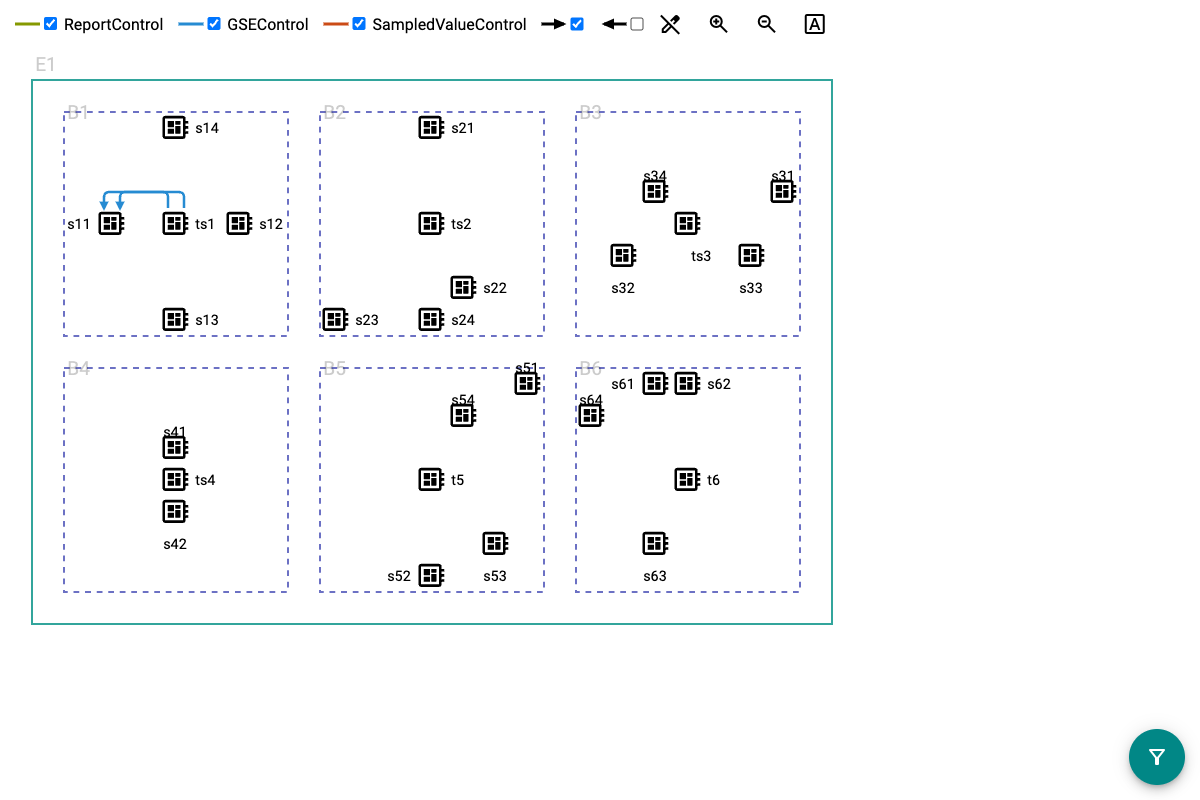 ReportControl GSEControl SampledValueControl A
E1
B1 B2 B3
s14 s21
s34 s31
s11 ts1 s12 ts2
ts3
s22 s32 s33
s13 s23 s24
B4 B5 B6
s51
s61 s62
s54 s64
s41
ts4 t5 t6
s42
s52 s53 s63